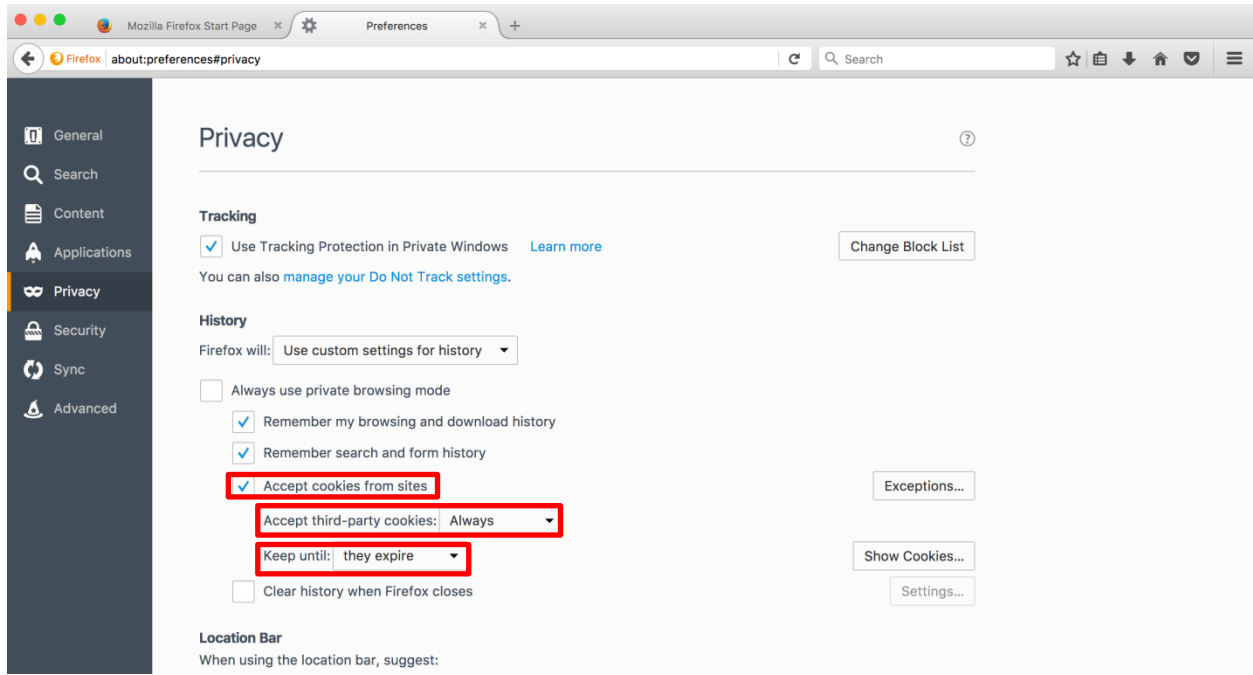 Mozilla Firefox Start Page
Preferences
Firefox about:preferences#privacy
Search
General
Search
Content
Applications
Privacy
Security
Sync
Advanced
Privacy
Tracking
Use Tracking Protection in Private Windows Learn more Change Block List
You can also manage your Do Not Track settings.
History
Firefox will: Use custom settings for history
Always use private browsing mode
Remember my browsing and download history
Remember search and form history
Accept cookies from sites Exceptions...
Accept third-party cookies: Always
Keep until: they expire Show Cookies...
Clear history when Firefox closes Settings...
Location Bar
When using the location bar, suggest: